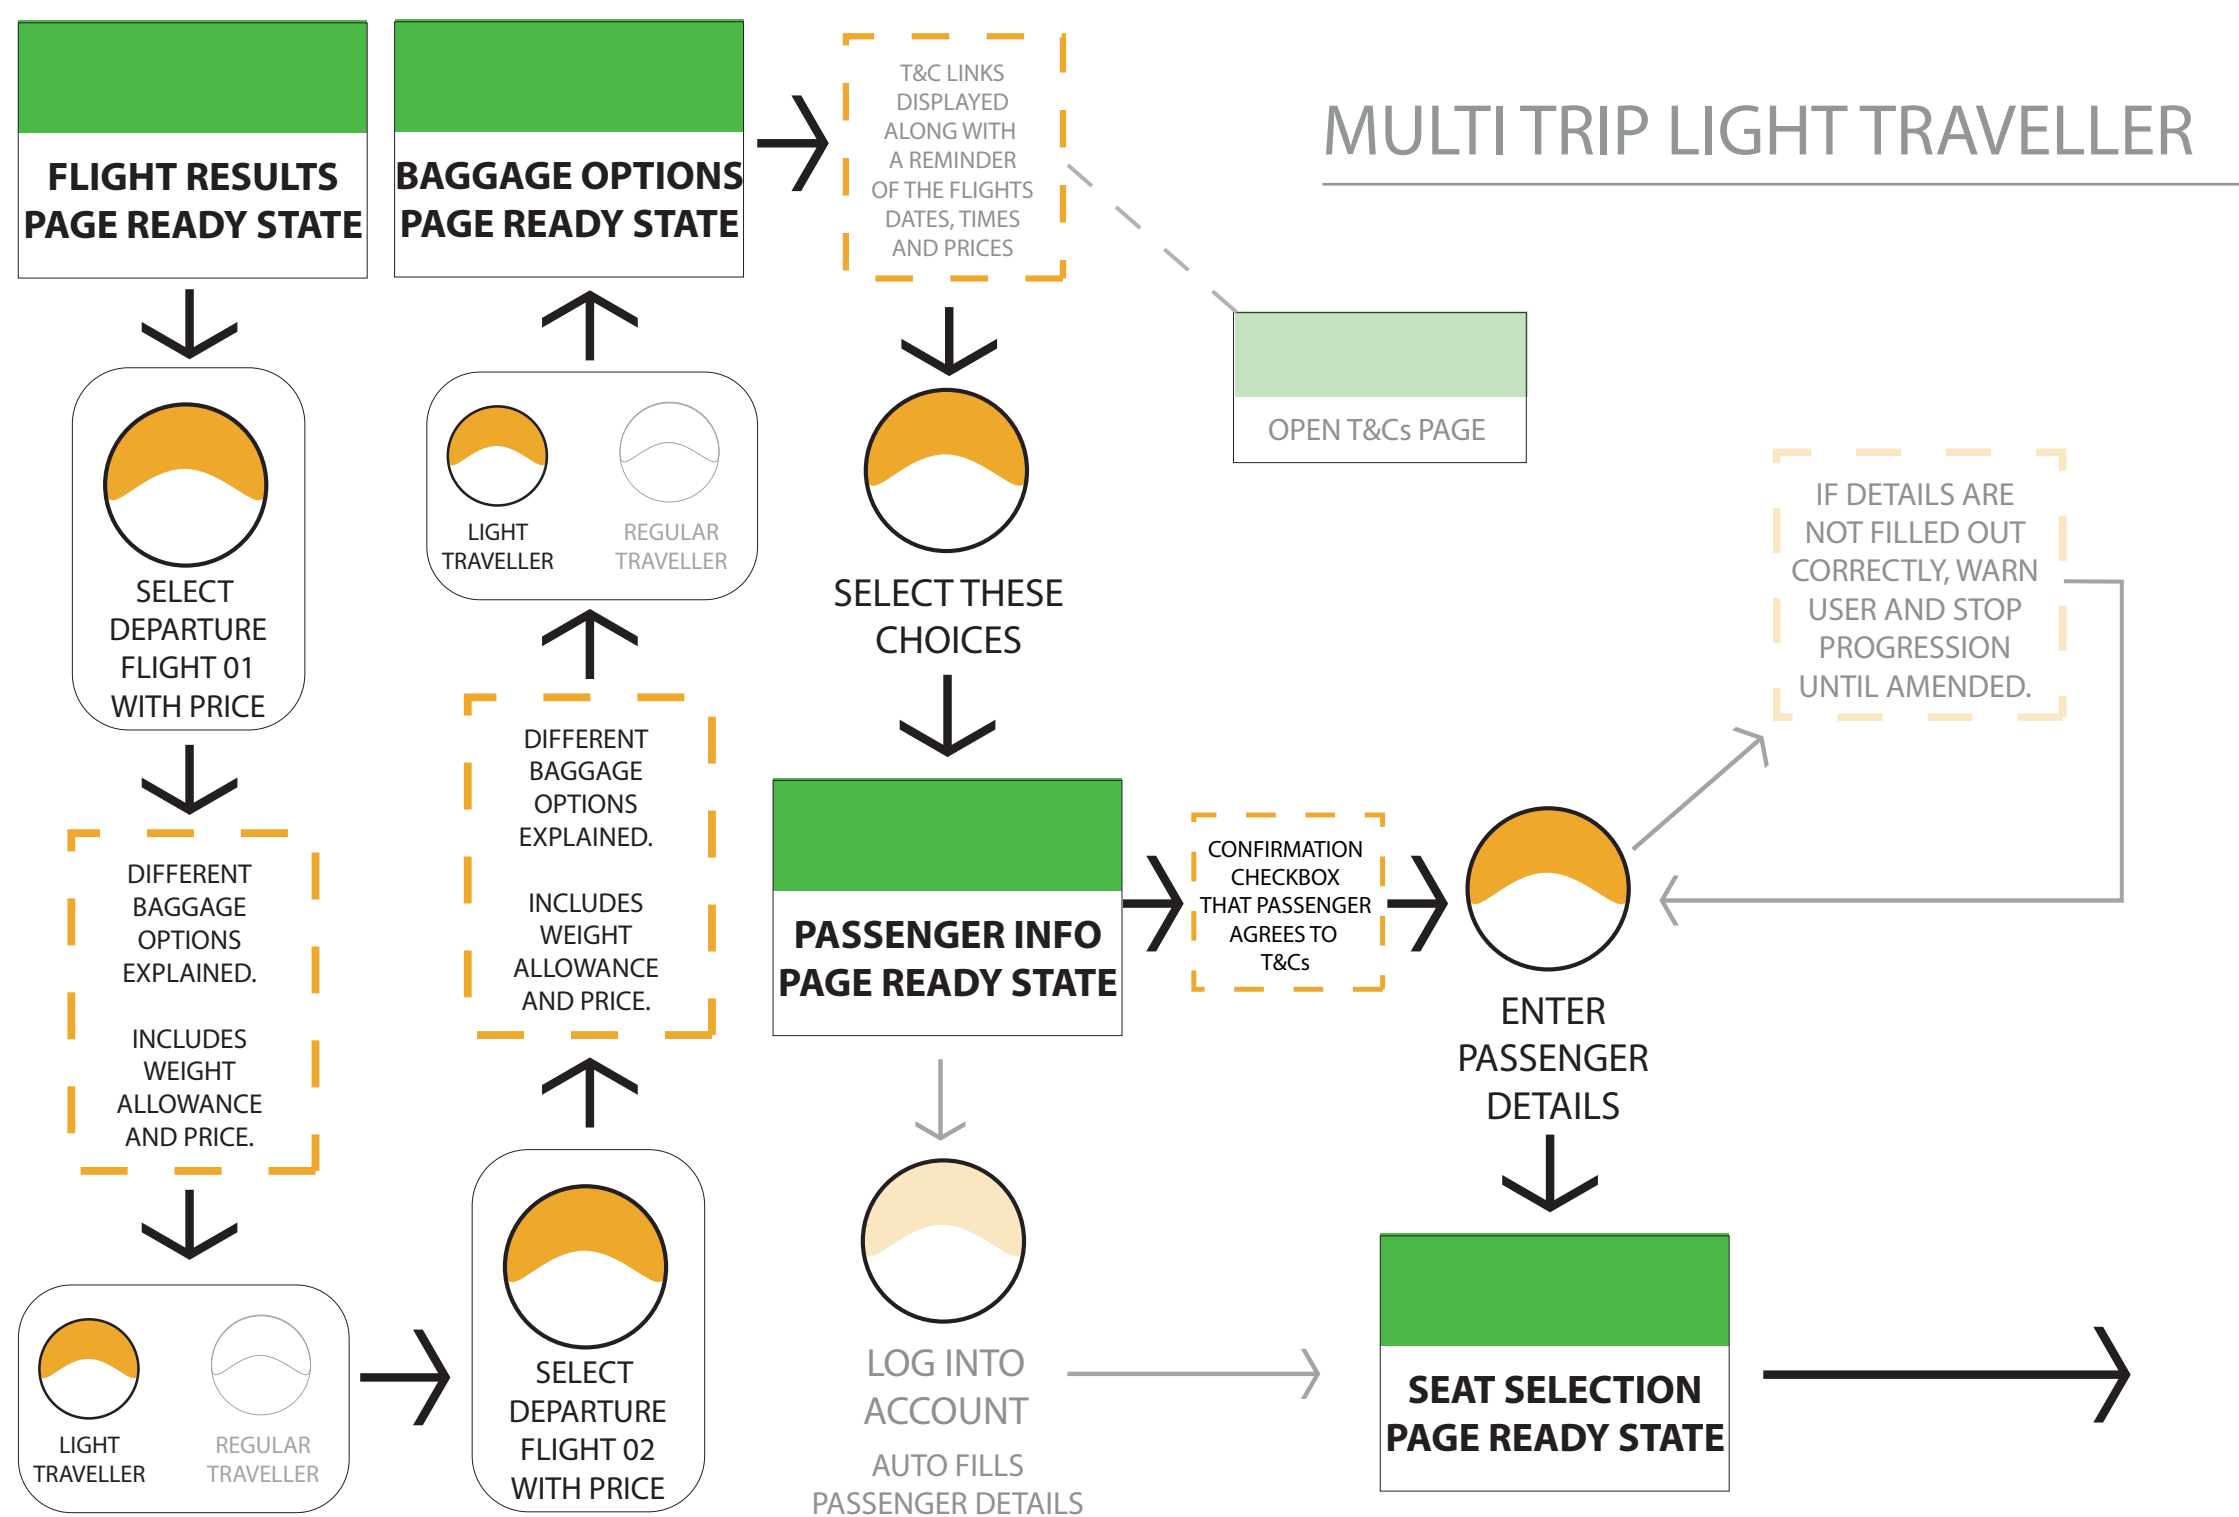 MULTI TRIP LIGHT TRAVELLER
FLIGHT RESULTS
PAGE READY STATE
SELECT
DEPARTURE
FLIGHT 01
WITH PRICE
DIFFERENT
BAGGAGE
OPTIONS
EXPLAINED.
INCLUDES
WEIGHT
ALLOWANCE
AND PRICE.
LIGHT
TRAVELLER
REGULAR
TRAVELLER
SELECT
DEPARTURE
FLIGHT 02
WITH PRICE
DIFFERENT
BAGGAGE
OPTIONS
EXPLAINED.
INCLUDES
WEIGHT
ALLOWANCE
AND PRICE.
LIGHT
TRAVELLER
REGULAR
TRAVELLER
BAGGAGE OPTIONS
PAGE READY STATE
T&C LINKS
DISPLAYED
ALONG WITH
A REMINDER
OF THE FLIGHTS
DATES, TIMES
AND PRICES
OPEN T&Cs PAGE
SELECT THESE
CHOICES
PASSENGER INFO
PAGE READY STATE
CONFIRMATION
CHECKBOX
THAT PASSENGER
AGREES TO
T&Cs
ENTER
PASSENGER
DETAILS
IF DETAILS ARE
NOT FILLED OUT
CORRECTLY, WARN
USER AND STOP
PROGRESSION
UNTIL AMENDED.
LOG INTO
ACCOUNT
AUTO FILLS
PASSENGER DETAILS
SEAT SELECTION
PAGE READY STATE